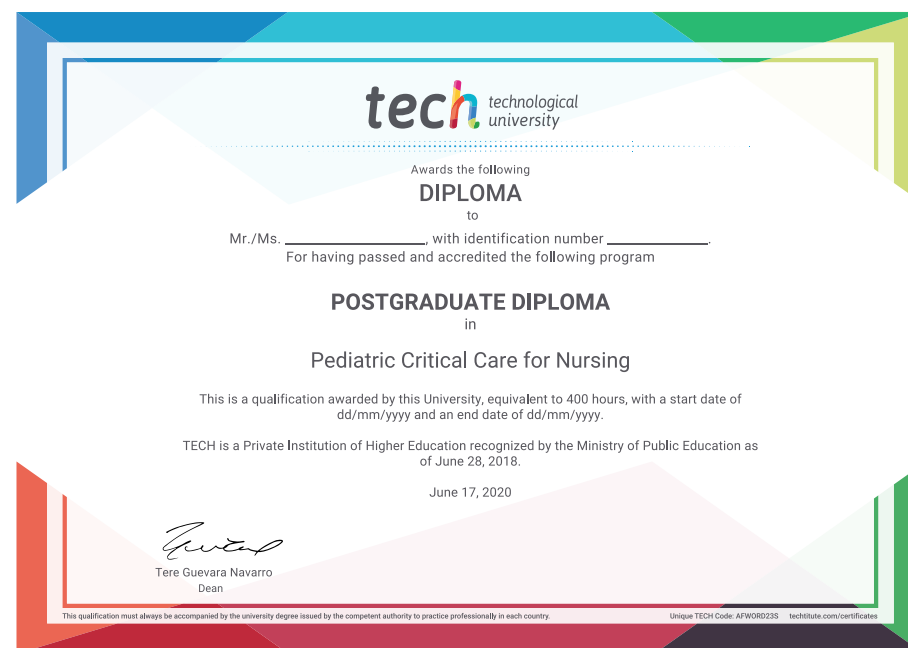 tech technological
university
Awards the following
DIPLOMA
to
Mr./Ms. ____________________, with identification number ______________.
For having passed and accredited the following program
POSTGRADUATE DIPLOMA
in
Pediatric Critical Care for Nursing
This is a qualification awarded by this University, equivalent to 400 hours, with a start date of
dd/mm/yyyy and an end date of dd/mm/yyyy.
TECH is a Private Institution of Higher Education recognized by the Ministry of Public Education as
of June 28, 2018.
June 17, 2020
Tere Guevara Navarro
Dean
This qualification must always be accompanied by the university degree issued by the competent authority to practice professionally in each country. Unique TECH Code: AFWORD23S techtitute.com/certificates